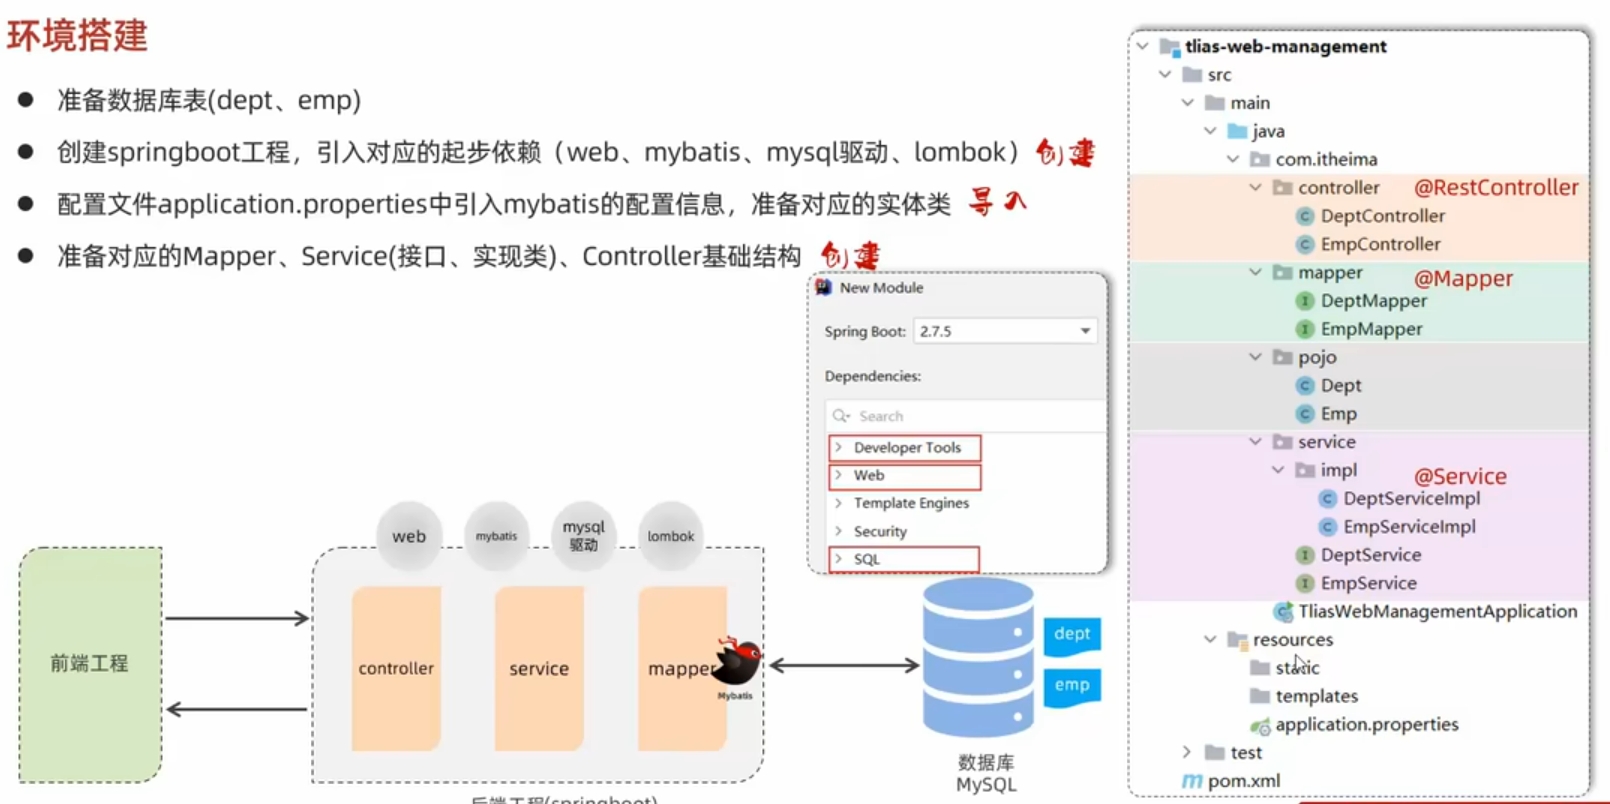 环境搭建
● 准备数据库表(dept、emp)
● 创建springboot工程，引入对应的起步依赖（web、mybatis、mysql驱动、lombok） 创建
● 配置文件application.properties中引入mybatis的配置信息，准备对应的实体类 导入
● 准备对应的Mapper、Service(接口、实现类)、Controller基础结构 创建
New Module
Spring Boot: 2.7.5
Dependencies:
Search
Developer Tools
Web
Template Engines
Security
SQL
web
mybatis
mysql
驱动
lombok
前端工程
controller
service
mapper
Mybatis
后端工程(springboot)
dept
emp
数据库
MySQL
tlias-web-management
src
main
java
com.itheima
controller @RestController
DeptController
EmpController
mapper @Mapper
DeptMapper
EmpMapper
pojo
Dept
Emp
service
impl @Service
DeptServiceImpl
EmpServiceImpl
DeptService
EmpService
TliasWebManagementApplication
resources
static
templates
application.properties
test
pom.xml